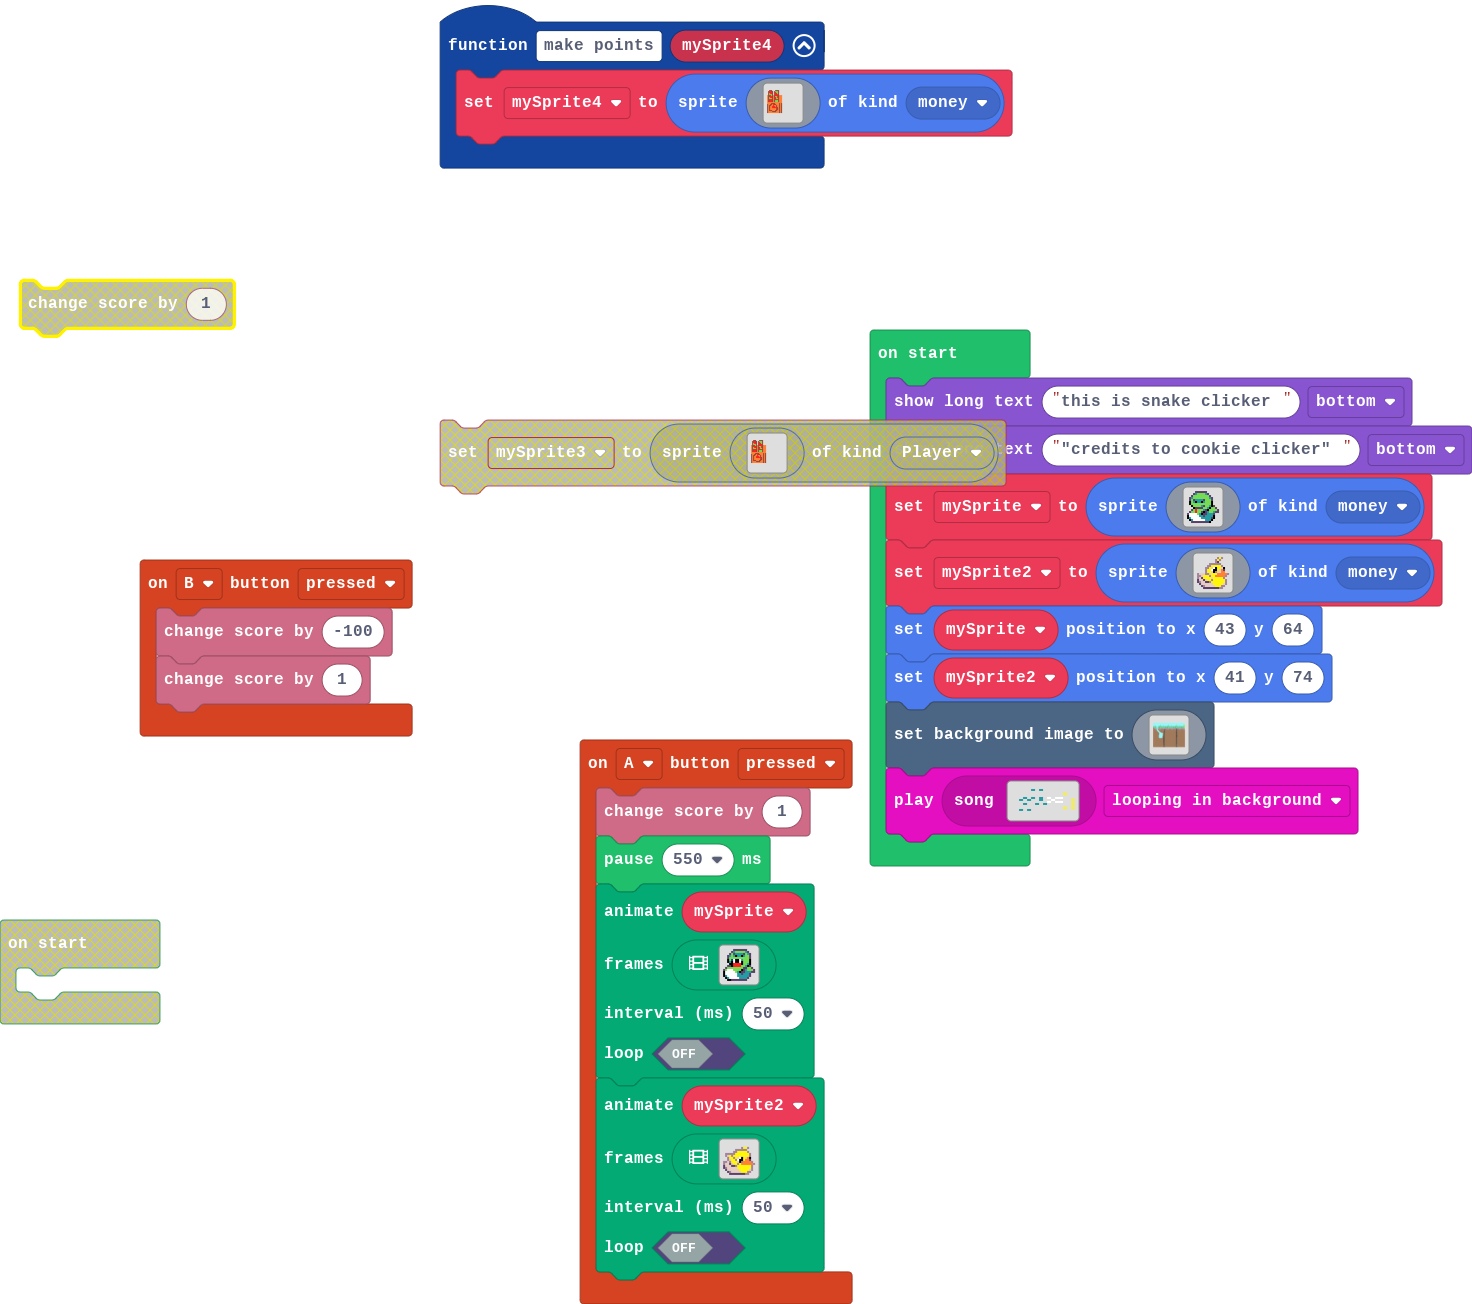 function make points mySprite4
set mySprite4 to sprite of kind money
change score by 1
on start
show long text "this is snake clicker " bottom
ext ""credits to cookie clicker" " bottom
set mySprite3 to sprite of kind Player
set mySprite to sprite of kind money
set mySprite2 to sprite of kind money
set mySprite position to x 43 y 64
set mySprite2 position to x 41 y 74
set background image to
play song looping in background
on B button pressed
change score by -100
change score by 1
on A button pressed
change score by 1
pause 550 ms
animate mySprite
frames
interval (ms) 50
loop OFF
animate mySprite2
frames
interval (ms) 50
loop OFF
on start